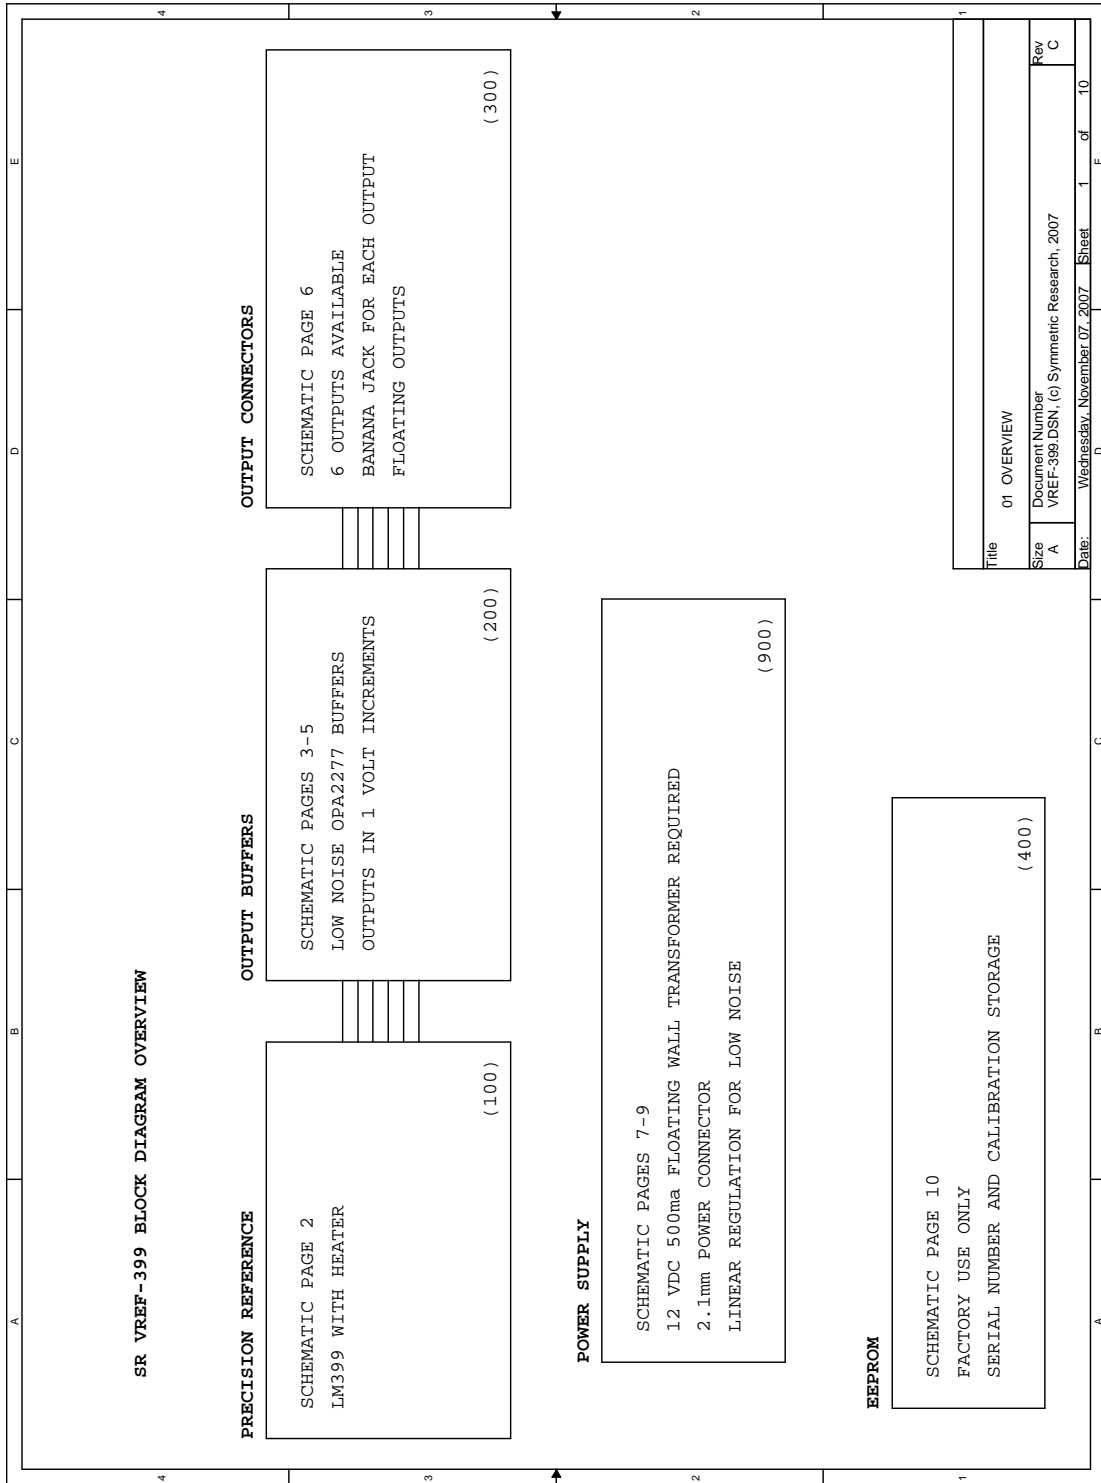 A B C D E
4 4
SR VREF-399 BLOCK DIAGRAM OVERVIEW
PRECISION REFERENCE
SCHEMATIC PAGE 2
LM399 WITH HEATER
(100)
OUTPUT BUFFERS
SCHEMATIC PAGES 3-5
LOW NOISE OPA2277 BUFFERS
OUTPUTS IN 1 VOLT INCREMENTS
(200)
OUTPUT CONNECTORS
SCHEMATIC PAGE 6
6 OUTPUTS AVAILABLE
BANANA JACK FOR EACH OUTPUT
FLOATING OUTPUTS
(300)
3 3
POWER SUPPLY
SCHEMATIC PAGES 7-9
12 VDC 500ma FLOATING WALL TRANSFORMER REQUIRED
2.1mm POWER CONNECTOR
LINEAR REGULATION FOR LOW NOISE
(900)
2 2
EEPROM
SCHEMATIC PAGE 10
FACTORY USE ONLY
SERIAL NUMBER AND CALIBRATION STORAGE
(400)
1 1
Title
01 OVERVIEW
Size Document Number Rev
A VREF-399.DSN, (c) Symmetric Research, 2007 C
Date: Wednesday, November 07, 2007 Sheet 1 of 10
A B C D E